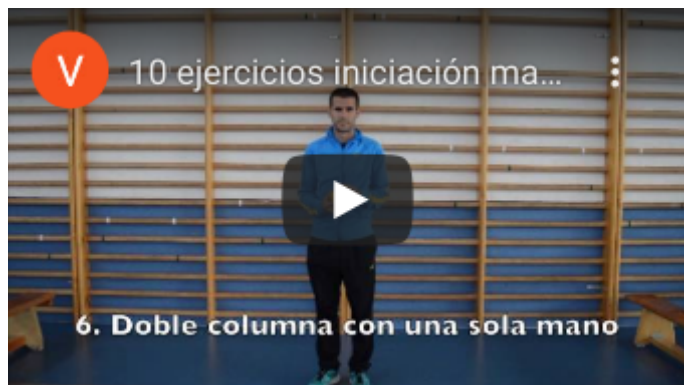 V
10 ejercicios iniciación ma...
6. Doble columna con una sola mano